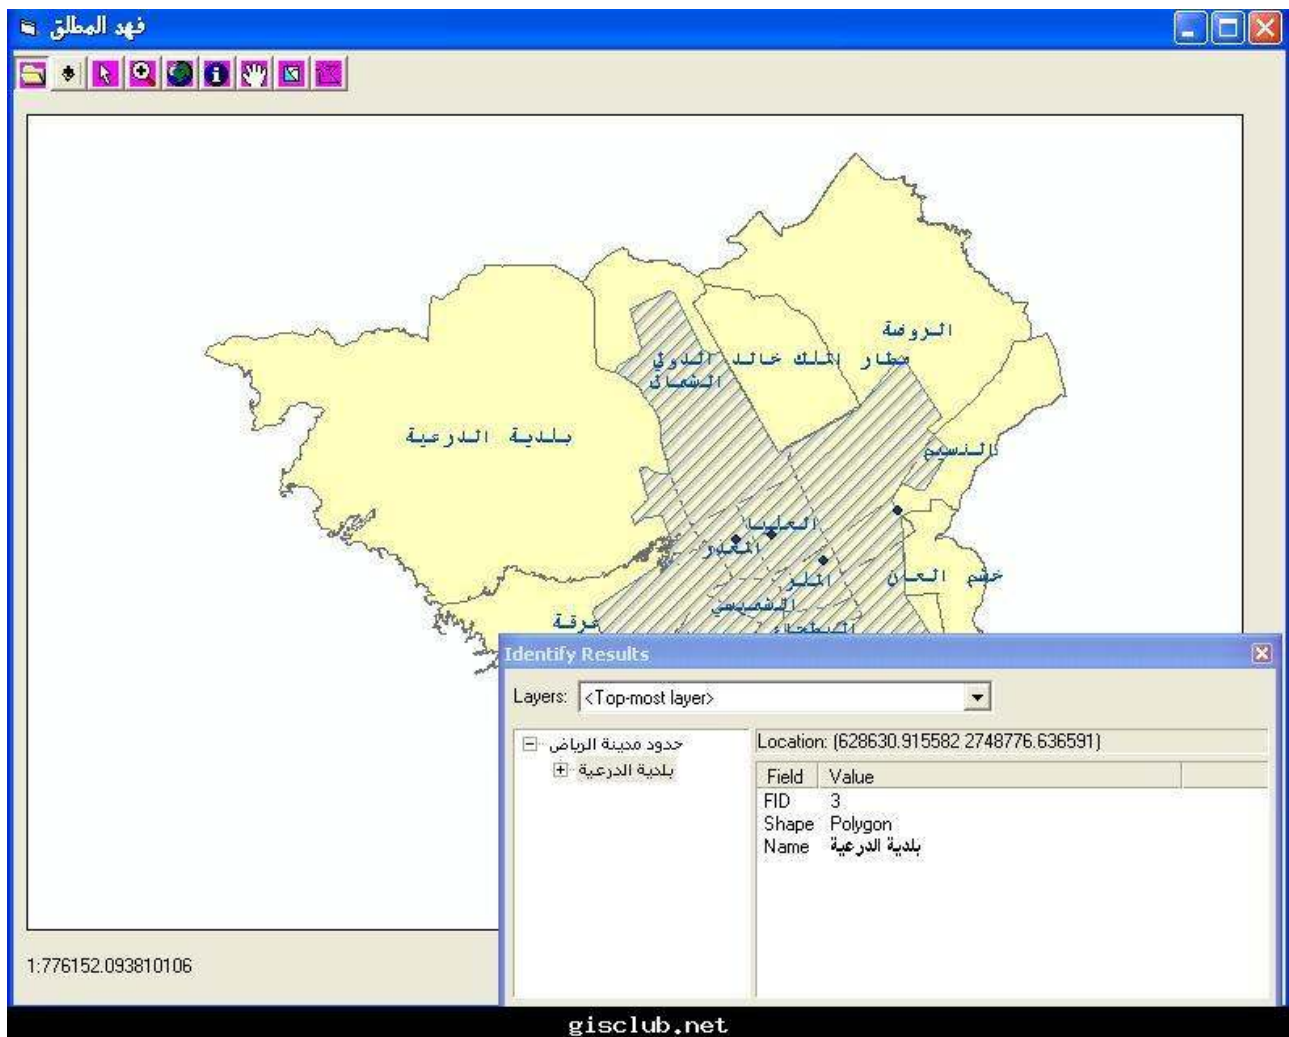 فهد المطلق
الروضة
مطار الملك خالد الدولي
الشمالي
بلدية الدرعية
النسيم
العليا
المعذر
خشم العان
الملز
الشميسي
عرقة
البطحاء
Identify Results
Layers: <Top-most layer>
حدود مدينة الرياض
بلدية الدرعية
Location: (628630.915582 2748776.636591)
Field Value
FID 3
Shape Polygon
Name بلدية الدرعية
1:776152.093810106
gisclub.net